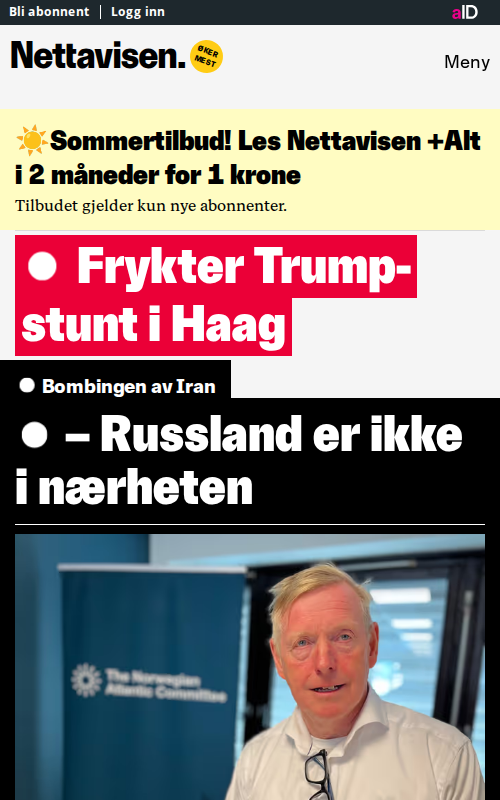 Bli abonnent | Logg inn
aID
Nettavisen.
ØKER
MEST
Meny
☀️Sommertilbud! Les Nettavisen +Alt
i 2 måneder for 1 krone
Tilbudet gjelder kun nye abonnenter.
Frykter Trump-
stunt i Haag
Bombingen av Iran
– Russland er ikke
i nærheten
The Norwegian
Atlantic Committee